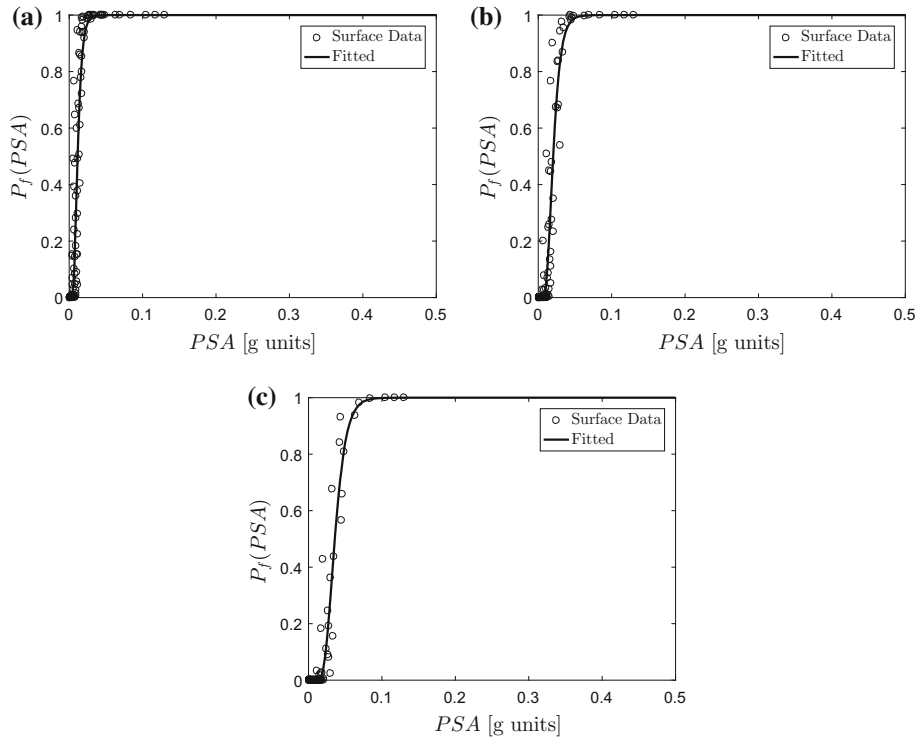 (a)
1
0.8
0.6
0.4
0.2
0
P_f(PSA)
Surface Data
Fitted
0 0.1 0.2 0.3 0.4 0.5
PSA [g units]
(b)
1
0.8
0.6
0.4
0.2
0
P_f(PSA)
Surface Data
Fitted
0 0.1 0.2 0.3 0.4 0.5
PSA [g units]
(c)
1
0.8
0.6
0.4
0.2
0
P_f(PSA)
Surface Data
Fitted
0 0.1 0.2 0.3 0.4 0.5
PSA [g units]